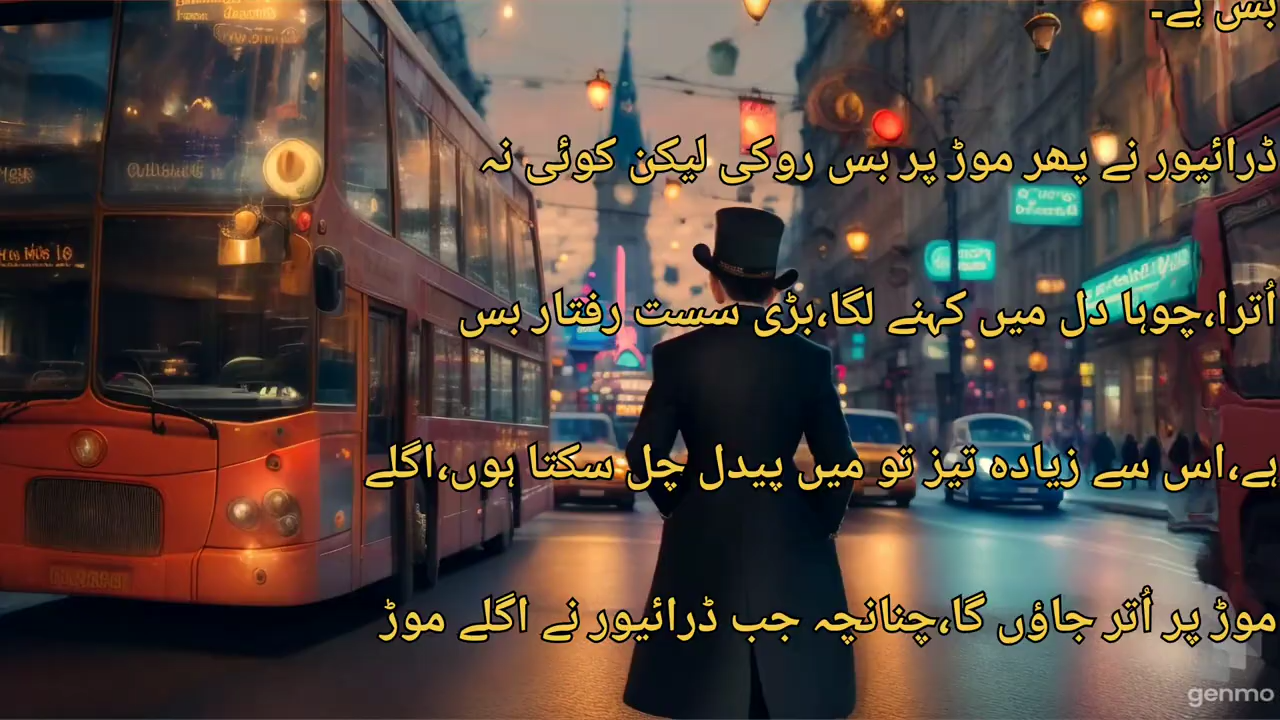 بس ہے۔
ڈرائیور نے پھر موڑ پر بس روکی لیکن کوئی نہ
اُترا،چوہا دل میں کہنے لگا،بڑی سست رفتار بس
ہے،اس سے زیادہ تیز تو میں پیدل چل سکتا ہوں،اگلے
موڑ پر اُتر جاؤں گا،چنانچہ جب ڈرائیور نے اگلے موڑ
genmo